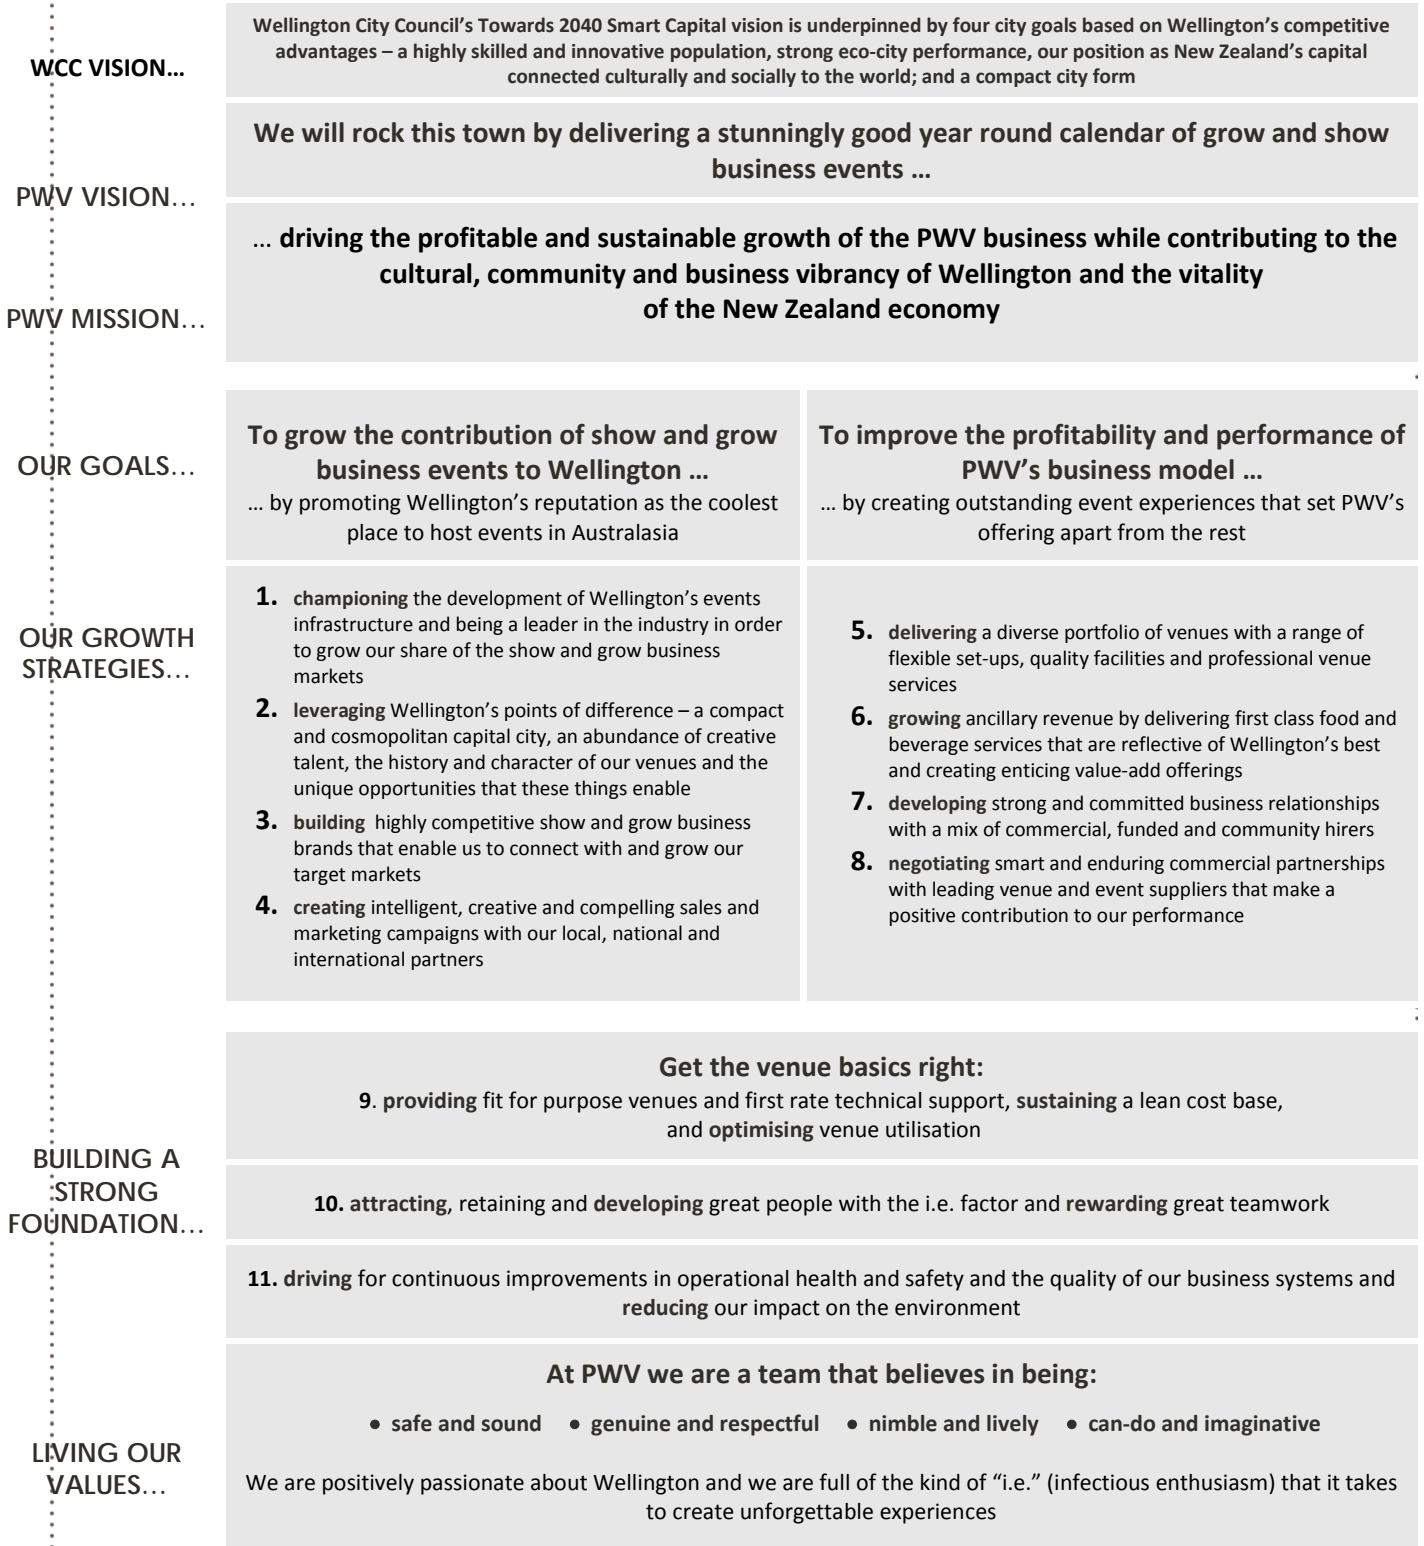 WCC VISION…
Wellington City Council's Towards 2040 Smart Capital vision is underpinned by four city goals based on Wellington's competitive
advantages – a highly skilled and innovative population, strong eco-city performance, our position as New Zealand's capital
connected culturally and socially to the world; and a compact city form
PWV VISION…
We will rock this town by delivering a stunningly good year round calendar of grow and show
business events …
PWV MISSION…
… driving the profitable and sustainable growth of the PWV business while contributing to the
cultural, community and business vibrancy of Wellington and the vitality
of the New Zealand economy
OUR GOALS…
To grow the contribution of show and grow
business events to Wellington …
… by promoting Wellington's reputation as the coolest
place to host events in Australasia
To improve the profitability and performance of
PWV's business model …
… by creating outstanding event experiences that set PWV's
offering apart from the rest
OUR GROWTH
STRATEGIES…
1. championing the development of Wellington's events
infrastructure and being a leader in the industry in order
to grow our share of the show and grow business
markets
2. leveraging Wellington's points of difference – a compact
and cosmopolitan capital city, an abundance of creative
talent, the history and character of our venues and the
unique opportunities that these things enable
3. building highly competitive show and grow business
brands that enable us to connect with and grow our
target markets
4. creating intelligent, creative and compelling sales and
marketing campaigns with our local, national and
international partners
5. delivering a diverse portfolio of venues with a range of
flexible set-ups, quality facilities and professional venue
services
6. growing ancillary revenue by delivering first class food and
beverage services that are reflective of Wellington's best
and creating enticing value-add offerings
7. developing strong and committed business relationships
with a mix of commercial, funded and community hirers
8. negotiating smart and enduring commercial partnerships
with leading venue and event suppliers that make a
positive contribution to our performance
BUILDING A
STRONG
FOUNDATION…
Get the venue basics right:
9. providing fit for purpose venues and first rate technical support, sustaining a lean cost base,
and optimising venue utilisation
10. attracting, retaining and developing great people with the i.e. factor and rewarding great teamwork
11. driving for continuous improvements in operational health and safety and the quality of our business systems and
reducing our impact on the environment
LIVING OUR
VALUES…
At PWV we are a team that believes in being:
• safe and sound • genuine and respectful • nimble and lively • can-do and imaginative
We are positively passionate about Wellington and we are full of the kind of "i.e." (infectious enthusiasm) that it takes
to create unforgettable experiences